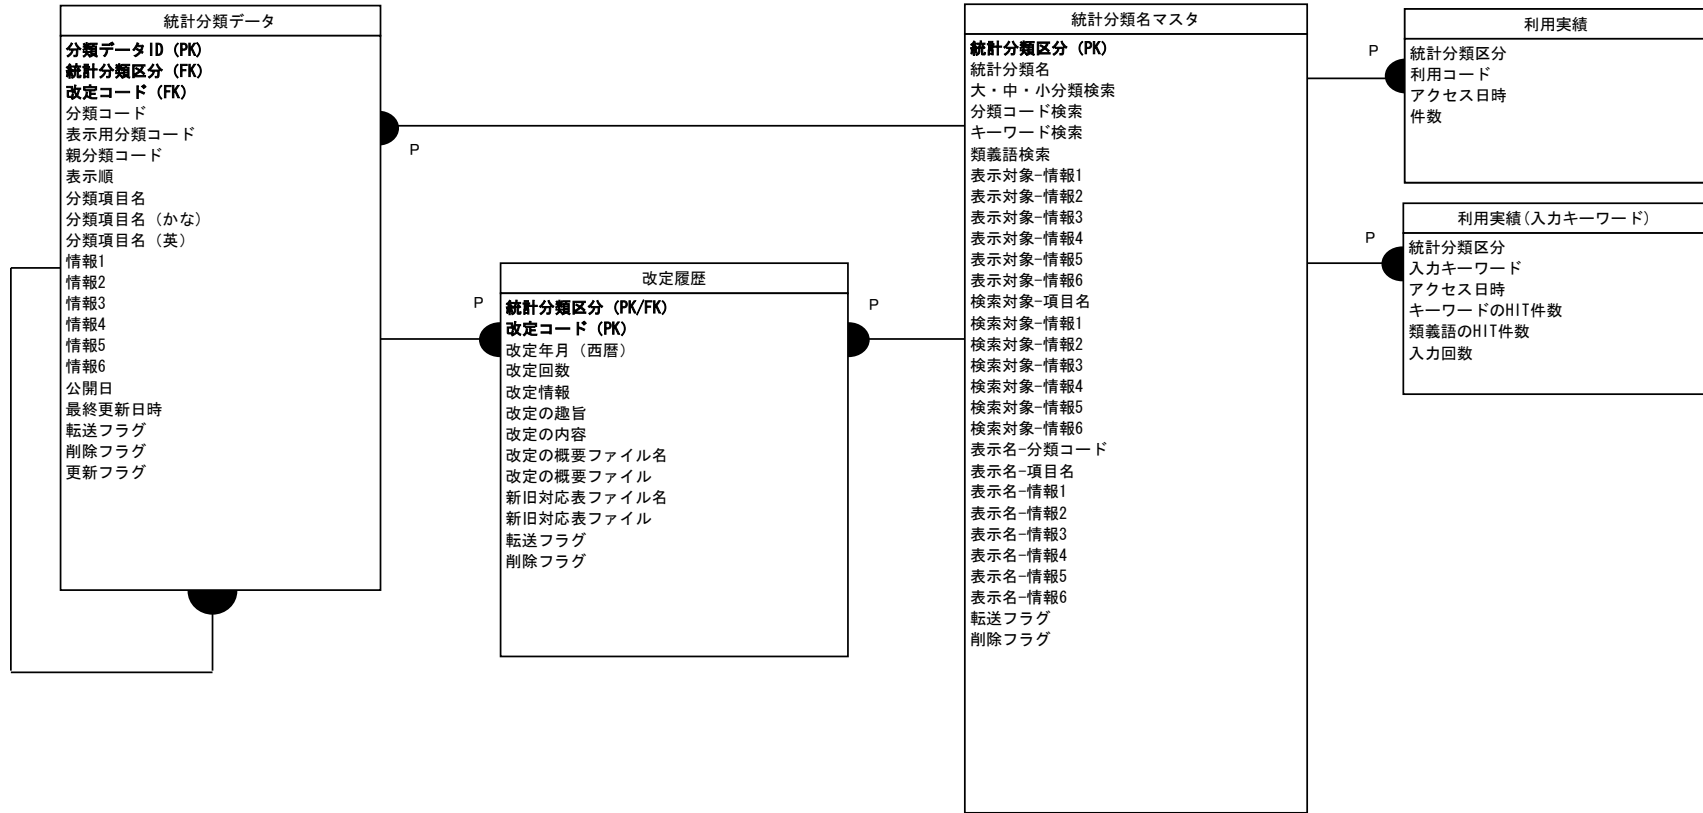 統計分類データ
分類データID (PK)
統計分類区分 (FK)
改定コード (FK)
分類コード
表示用分類コード
親分類コード
表示順
分類項目名
分類項目名（かな）
分類項目名（英）
情報1
情報2
情報3
情報4
情報5
情報6
公開日
最終更新日時
転送フラグ
削除フラグ
更新フラグ
P
P
改定履歴
統計分類区分 (PK/FK)
改定コード (PK)
改定年月（西暦）
改定回数
改定情報
改定の趣旨
改定の内容
改定の概要ファイル名
改定の概要ファイル
新旧対応表ファイル名
新旧対応表ファイル
転送フラグ
削除フラグ
P
統計分類名マスタ
統計分類区分 (PK)
統計分類名
大・中・小分類検索
分類コード検索
キーワード検索
類義語検索
表示対象-情報1
表示対象-情報2
表示対象-情報3
表示対象-情報4
表示対象-情報5
表示対象-情報6
検索対象-項目名
検索対象-情報1
検索対象-情報2
検索対象-情報3
検索対象-情報4
検索対象-情報5
検索対象-情報6
表示名-分類コード
表示名-項目名
表示名-情報1
表示名-情報2
表示名-情報3
表示名-情報4
表示名-情報5
表示名-情報6
転送フラグ
削除フラグ
P
利用実績
統計分類区分
利用コード
アクセス日時
件数
P
利用実績(入力キーワード)
統計分類区分
入力キーワード
アクセス日時
キーワードのHIT件数
類義語のHIT件数
入力回数